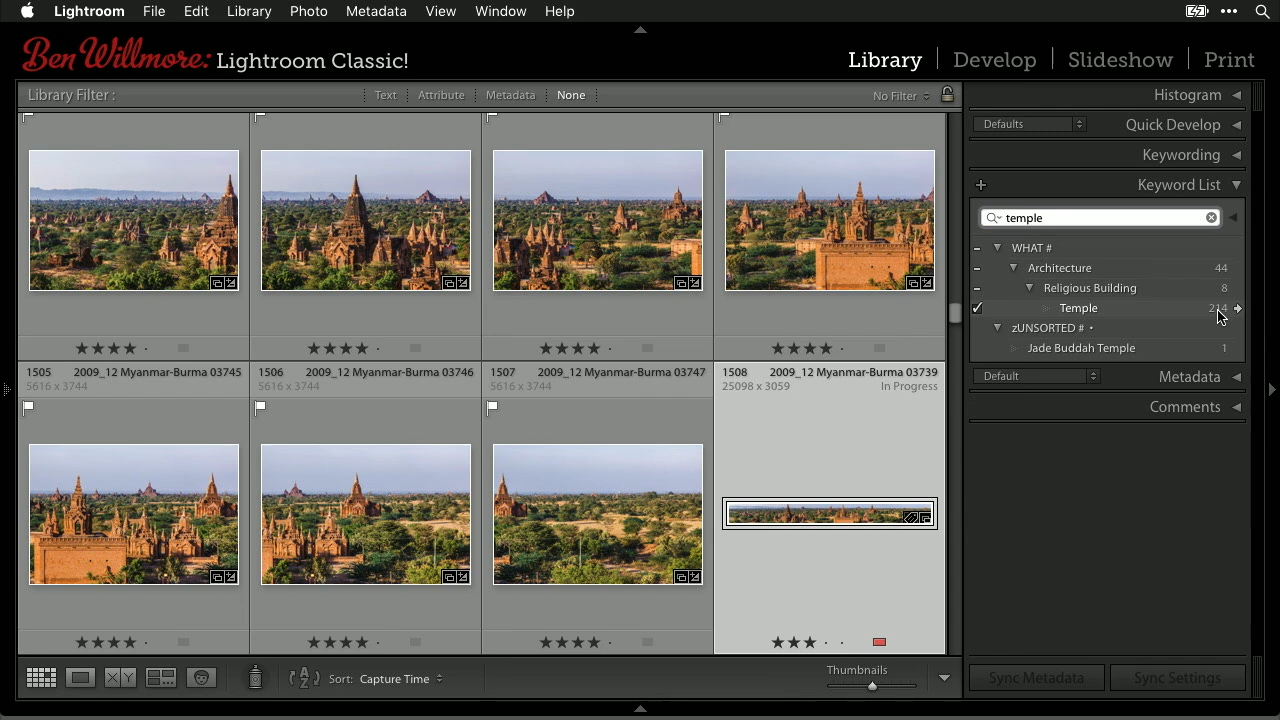 Lightroom File Edit Library Photo Metadata View Window Help
Ben Willmore: Lightroom Classic!
Library Develop Slideshow Print
Library Filter : Text Attribute Metadata None No Filter
Histogram
Defaults Quick Develop
Keywording
Keyword List
temple
WHAT #
Architecture 44
Religious Building 8
Temple 214
zUNSORTED #
Jade Buddah Temple 1
Default Metadata
Comments
1505 2009_12 Myanmar-Burma 03745
5616 x 3744
1506 2009_12 Myanmar-Burma 03746
5616 x 3744
1507 2009_12 Myanmar-Burma 03747
5616 x 3744
1508 2009_12 Myanmar-Burma 03739
25098 x 3059 In Progress
X Y
A Z
Sort: Capture Time
Thumbnails
Sync Metadata Sync Settings